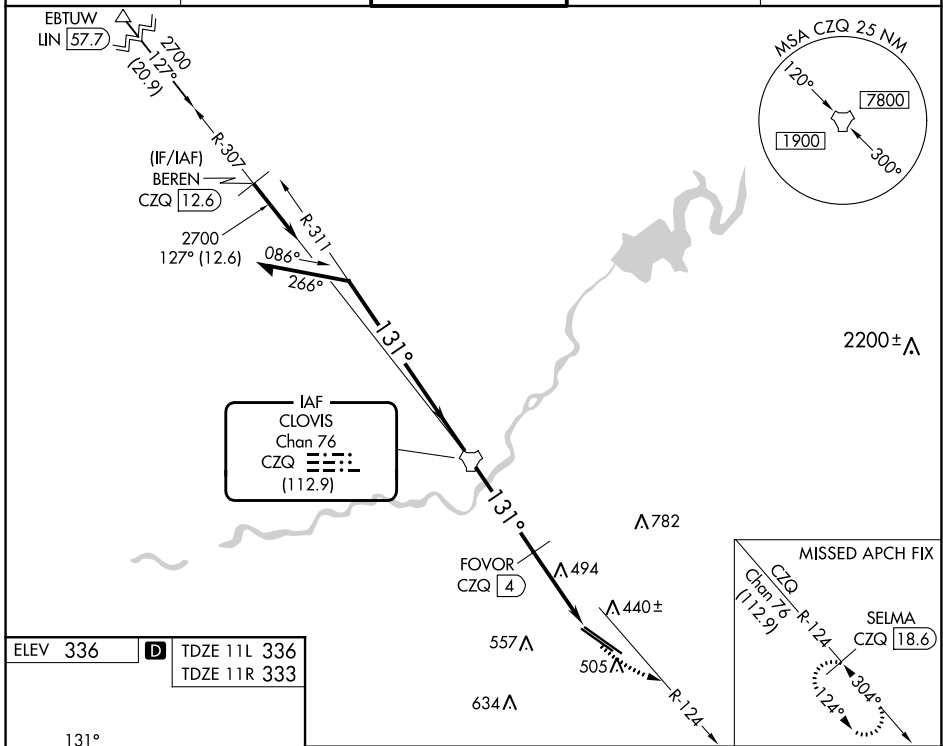 EBTUW
LIN 57.7
2700
127°
(20.9)
R-307
(IF/IAF)
BEREN
CZQ 12.6
2700
127° (12.6)
R-311
086°
266°
131°
MSA CZQ 25 NM
120°
7800
1900
300°
2200±
IAF
CLOVIS
Chan 76
CZQ
(112.9)
131°
782
FOVOR
CZQ 4
494
440±
557
505
634
R-124
MISSED APCH FIX
CZQ
Chan 76
(112.9)
R-124
SELMA
CZQ 18.6
304°
124°
ELEV 336
D
TDZE 11L 336
TDZE 11R 333
131°